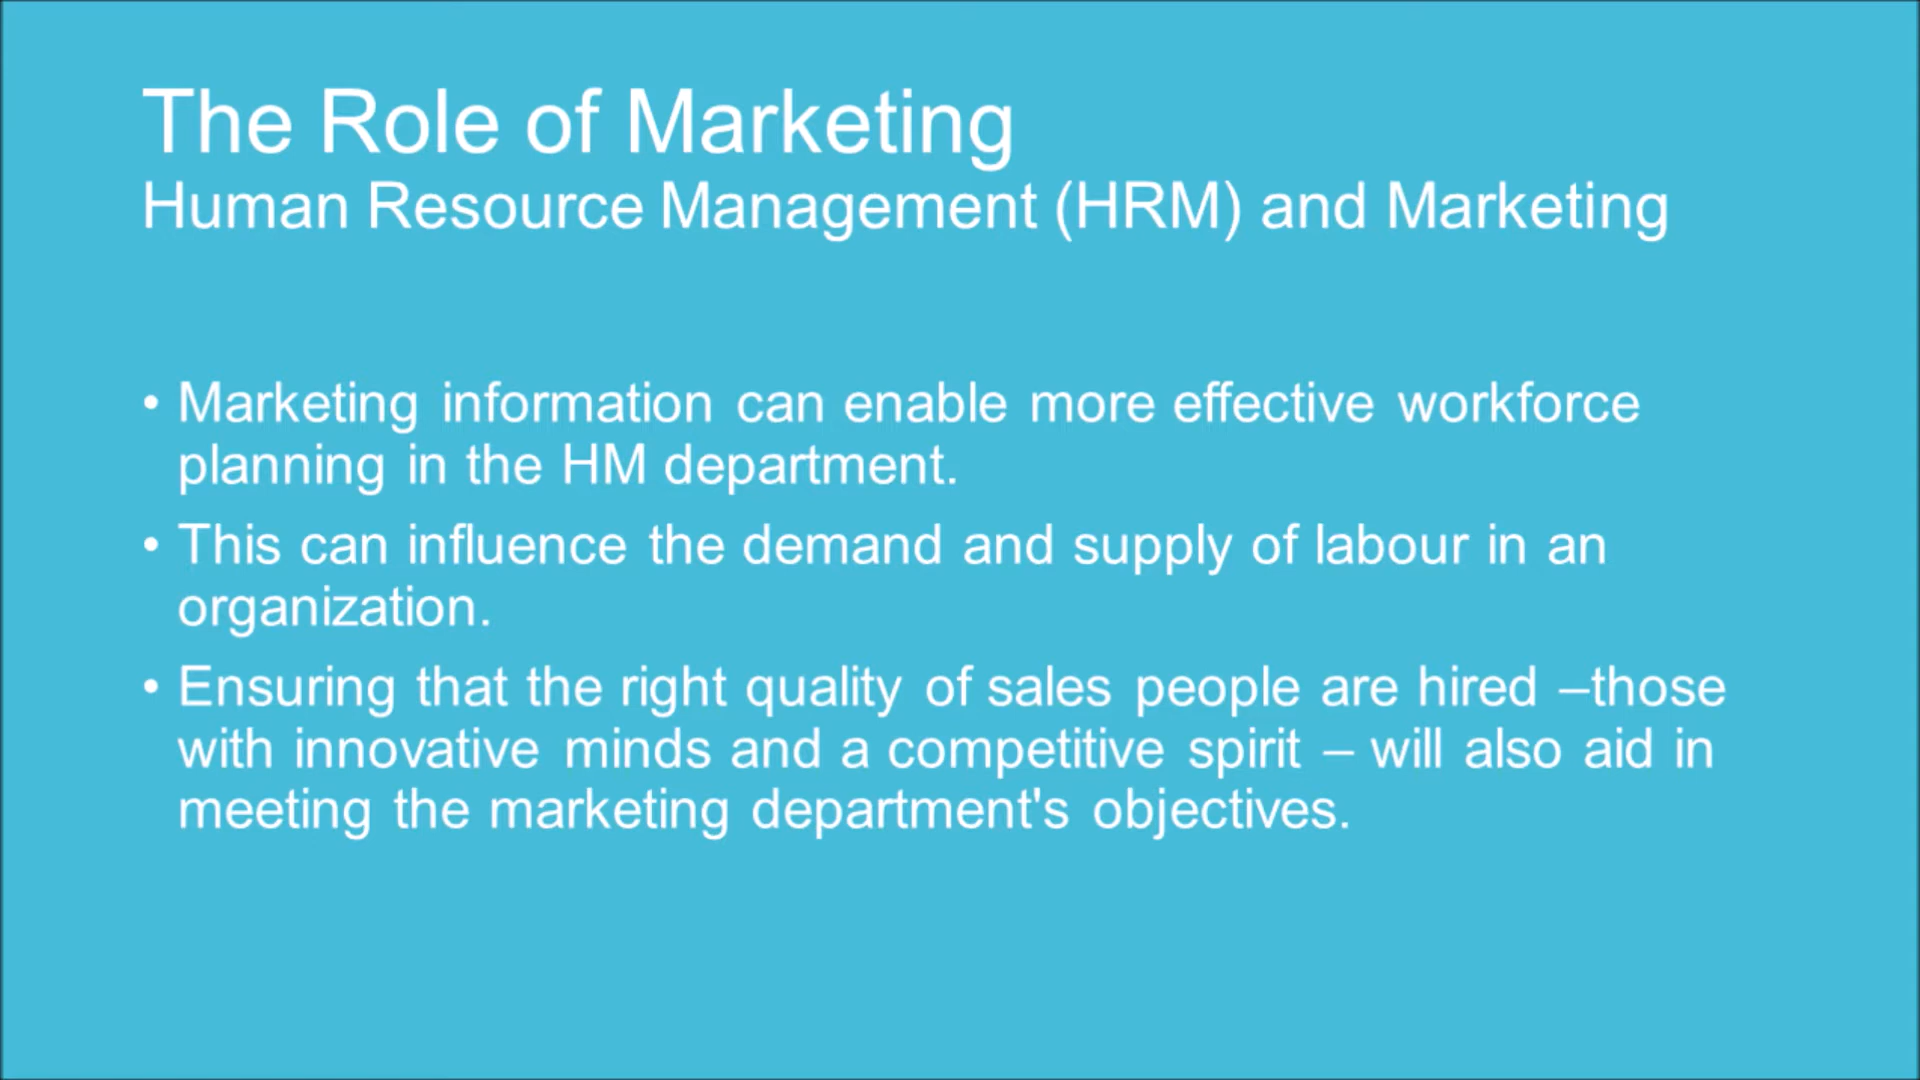 The Role of Marketing
Human Resource Management (HRM) and Marketing
• Marketing information can enable more effective workforce
planning in the HM department.
• This can influence the demand and supply of labour in an
organization.
• Ensuring that the right quality of sales people are hired –those
with innovative minds and a competitive spirit – will also aid in
meeting the marketing department's objectives.